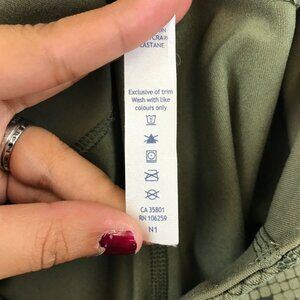 Exclusive of trim
Wash with like
colours only
CA 35801
RN 106259
N1